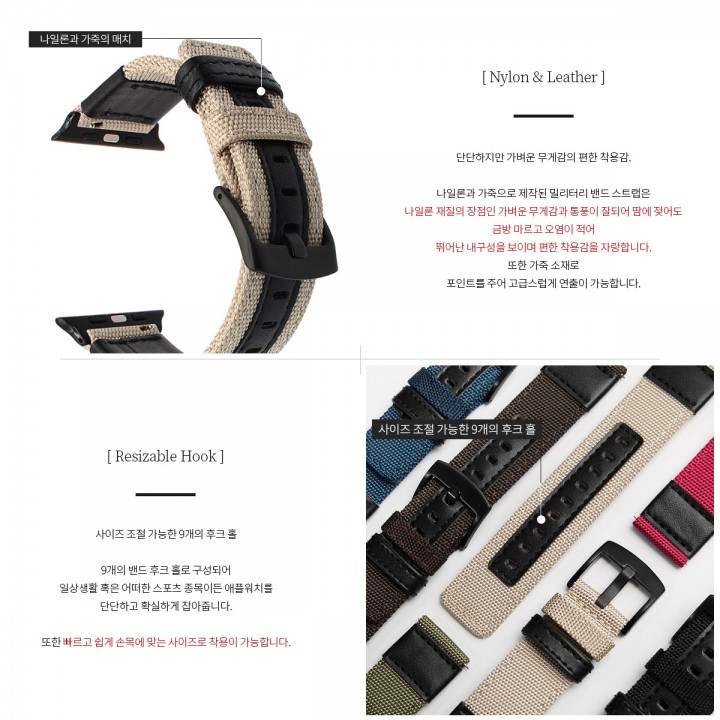 나일론과 가죽의 매치
[ Nylon & Leather ]
단단하지만 가벼운 무게감의 편한 착용감.
나일론과 가죽으로 제작된 밀리터리 밴드 스트랩은
나일론 재질의 장점인 가벼운 무게감과 통풍이 잘되어 땀에 젖어도
금방 마르고 오염이 적어
뛰어난 내구성을 보이며 편한 착용감을 자랑합니다.
또한 가죽 소재로
포인트를 주어 고급스럽게 연출이 가능합니다.
사이즈 조절 가능한 9개의 후크 홀
[ Resizable Hook ]
사이즈 조절 가능한 9개의 후크 홀
9개의 밴드 후크 홀로 구성되어
일상생활 혹은 어떠한 스포츠 종목이든 애플워치를
단단하고 확실하게 잡아줍니다.
또한 빠르고 쉽게 손목에 맞는 사이즈로 착용이 가능합니다.